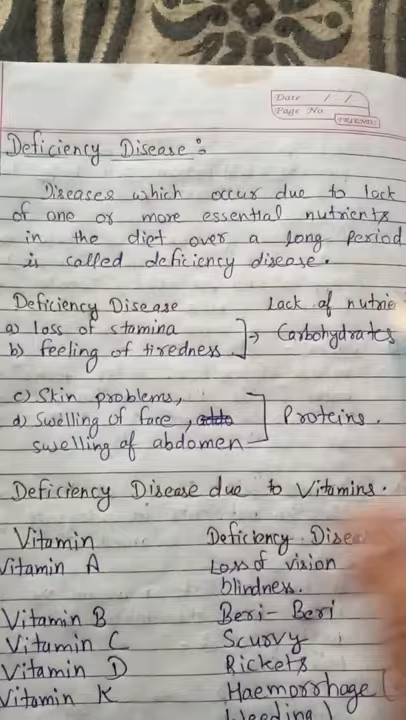 Date / /
Page No.
Deficiency Disease :
Diseases which occur due to lack
of one or more essential nutrients
in the diet over a long period
is called deficiency disease.
Deficiency Disease Lack of nutrie
a) loss of stamina
b) feeling of tiredness. → Carbohydrates
c) Skin problems,
d) Swelling of face, Proteins.
swelling of abdomen
Deficiency Disease due to Vitamins.
Vitamin Deficiency Disea
Vitamin A Loss of vision
blindness.
Vitamin B Beri-Beri
Vitamin C Scurvy
Vitamin D Rickets
Vitamin K Haemorrhage (
bleeding)